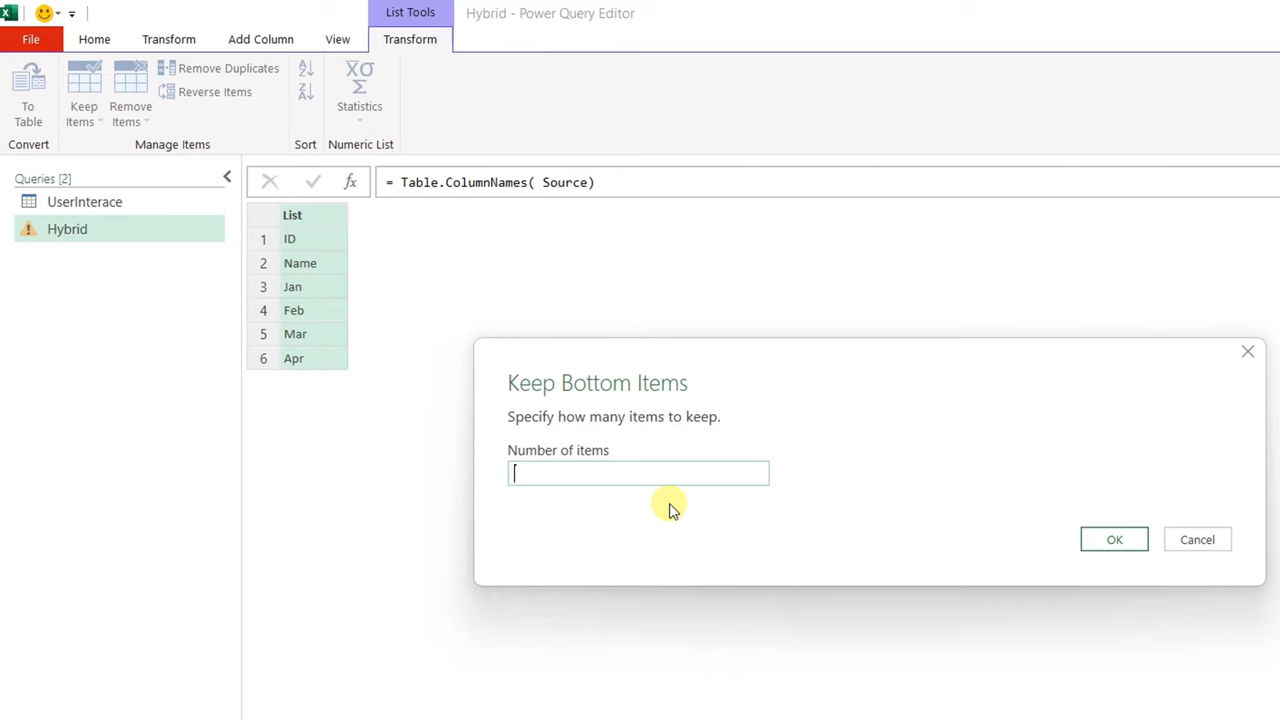 List Tools
Hybrid - Power Query Editor
File
Home
Transform
Add Column
View
Transform
To
Table
Keep
Items
Remove
Items
Remove Duplicates
Reverse Items
Statistics
Convert
Manage Items
Sort
Numeric List
Queries [2]
UserInterace
Hybrid
fx
= Table.ColumnNames( Source)
List
1 ID
2 Name
3 Jan
4 Feb
5 Mar
6 Apr
Keep Bottom Items
Specify how many items to keep.
Number of items
OK
Cancel